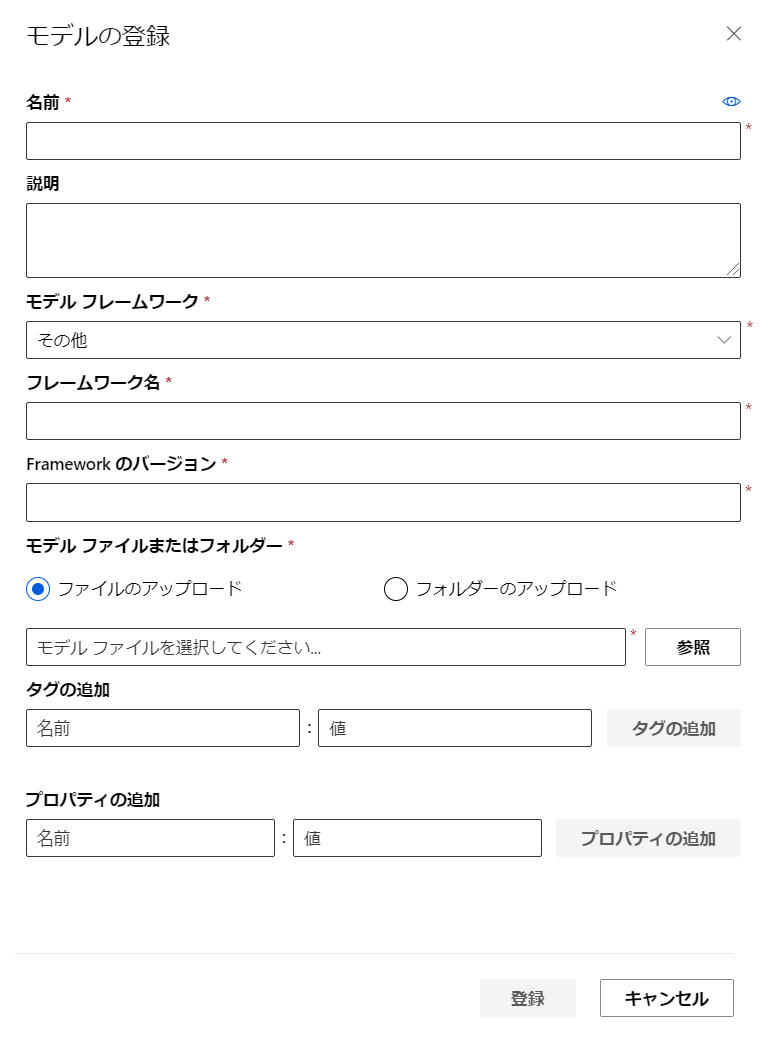 モデルの登録
名前 *
*
説明
モデル フレームワーク *
その他
*
フレームワーク名 *
*
Framework のバージョン *
*
モデル ファイルまたはフォルダー *
ファイルのアップロード フォルダーのアップロード
モデル ファイルを選択してください... * 参照
タグの追加
名前 : 値 タグの追加
プロパティの追加
名前 : 値 プロパティの追加
登録 キャンセル